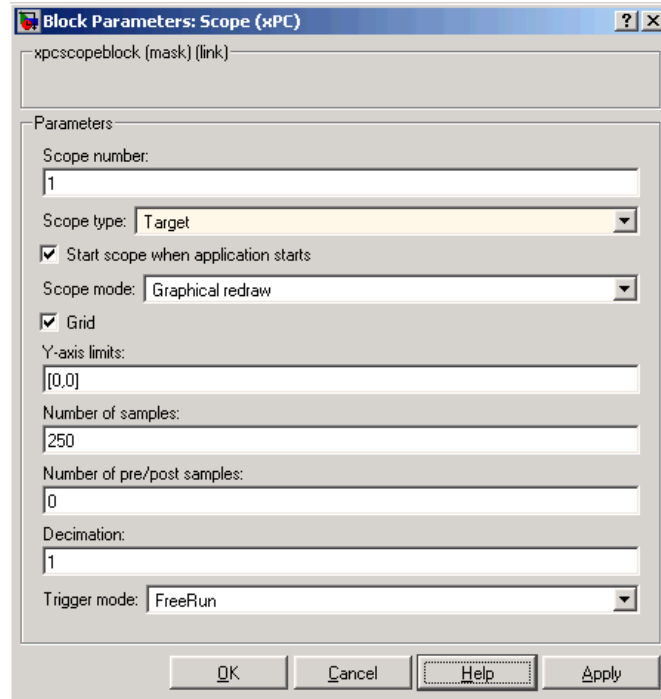 Block Parameters: Scope (xPC)
xpcscopeblock (mask) (link)
Parameters
Scope number:
1
Scope type: Target
Start scope when application starts
Scope mode: Graphical redraw
Grid
Y-axis limits:
[0,0]
Number of samples:
250
Number of pre/post samples:
0
Decimation:
1
Trigger mode: FreeRun
OK Cancel Help Apply